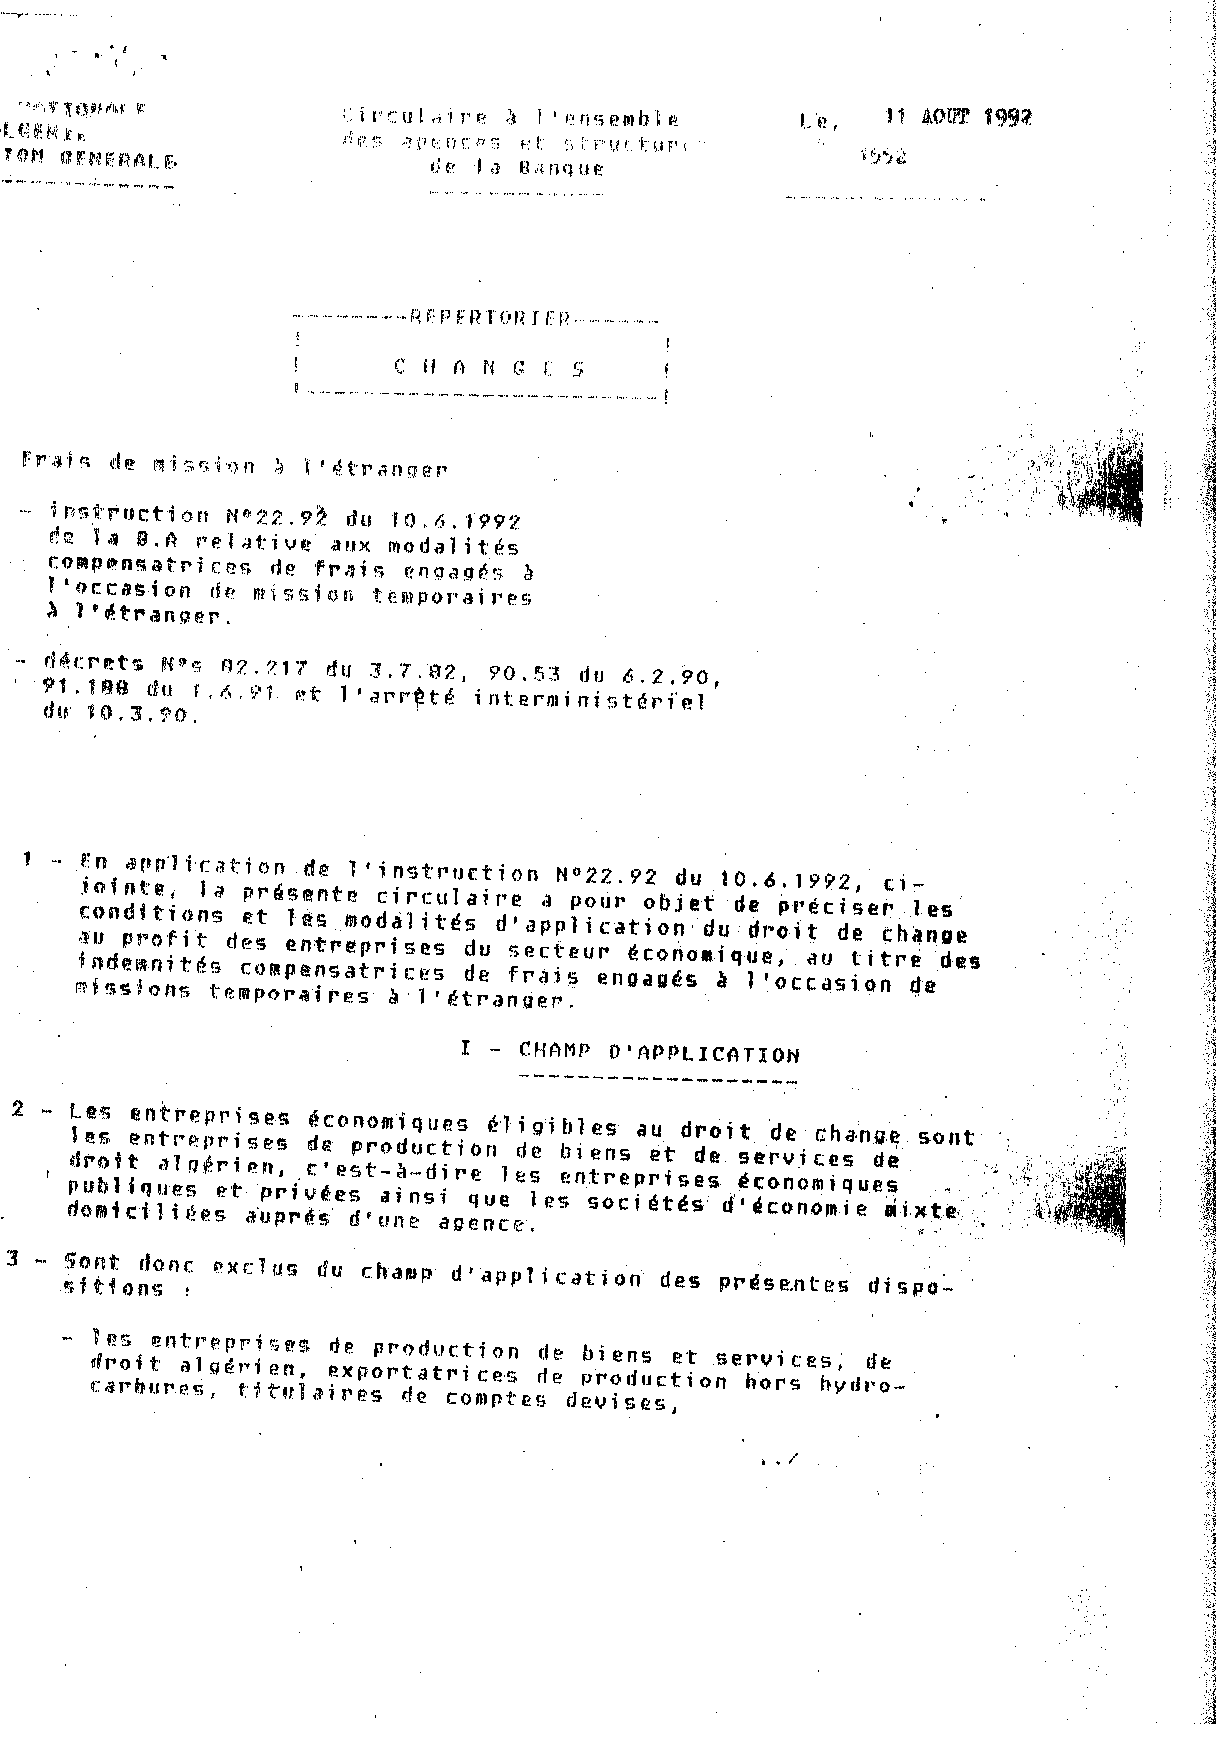 NATIONALE
GENERALE
Circulaire à l'ensemble
des agences et structures
de la Banque
Le, 11 AOUT 1992
1992
REPERTORIER
C H A N G E S
Frais de mission à l'étranger
- instruction N°22.92 du 10.6.1992
de la B.A relative aux modalités
compensatrices de frais engagés à
l'occasion de mission temporaires
à l'étranger.
- décrets N°s 82.217 du 3.7.82, 90.53 du 6.2.90,
91.188 du 1.6.91 et l'arrêté interministériel
du 10.3.90.
1 - En application de l'instruction N°22.92 du 10.6.1992, ci-
jointe, la présente circulaire a pour objet de préciser les
conditions et les modalités d'application du droit de change
au profit des entreprises du secteur économique, au titre des
indemnités compensatrices de frais engagés à l'occasion de
missions temporaires à l'étranger.
I - CHAMP D'APPLICATION
2 - Les entreprises économiques éligibles au droit de change sont
les entreprises de production de biens et de services de
droit algérien, c'est-à-dire les entreprises économiques
publiques et privées ainsi que les sociétés d'économie mixte
domiciliées auprés d'une agence.
3 - Sont donc exclus du champ d'application des présentes dispo-
sitions :
- les entreprises de production de biens et services, de
droit algérien, exportatrices de production hors hydro-
carbures, titulaires de comptes devises,
../